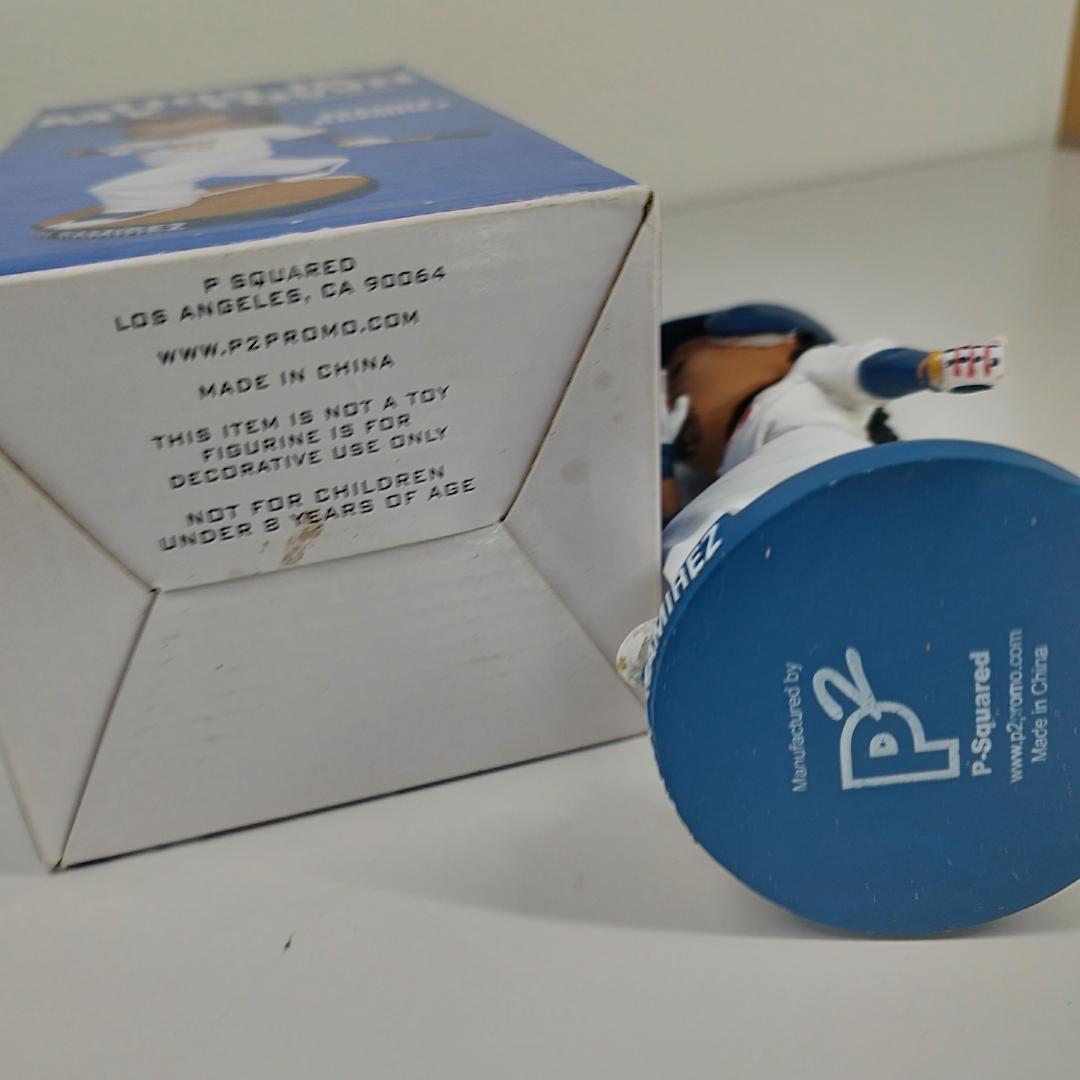 RAMIREZ
P SQUARED
LOS ANGELES, CA 90064
WWW.P2PROMO.COM
MADE IN CHINA
THIS ITEM IS NOT A TOY
FIGURINE IS FOR
DECORATIVE USE ONLY
NOT FOR CHILDREN
UNDER 8 YEARS OF AGE
Manufactured by
P2
P-Squared
www.p2promo.com
Made in China